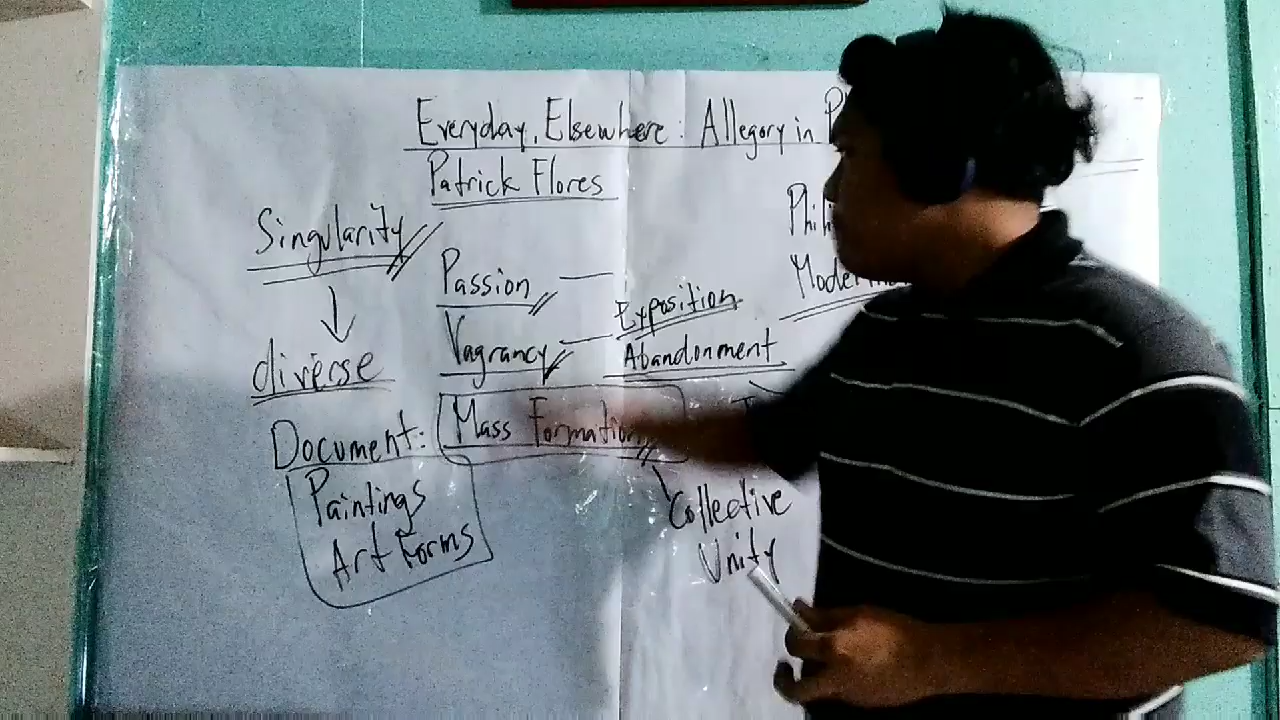 Everyday, Elsewhere: Allegory in
Patrick Flores
Singularity
diverse
Document:
Paintings
Art Forms
Passion
Vagrancy
Exposition
Abandonment
Mass Formation
Collective
Unity